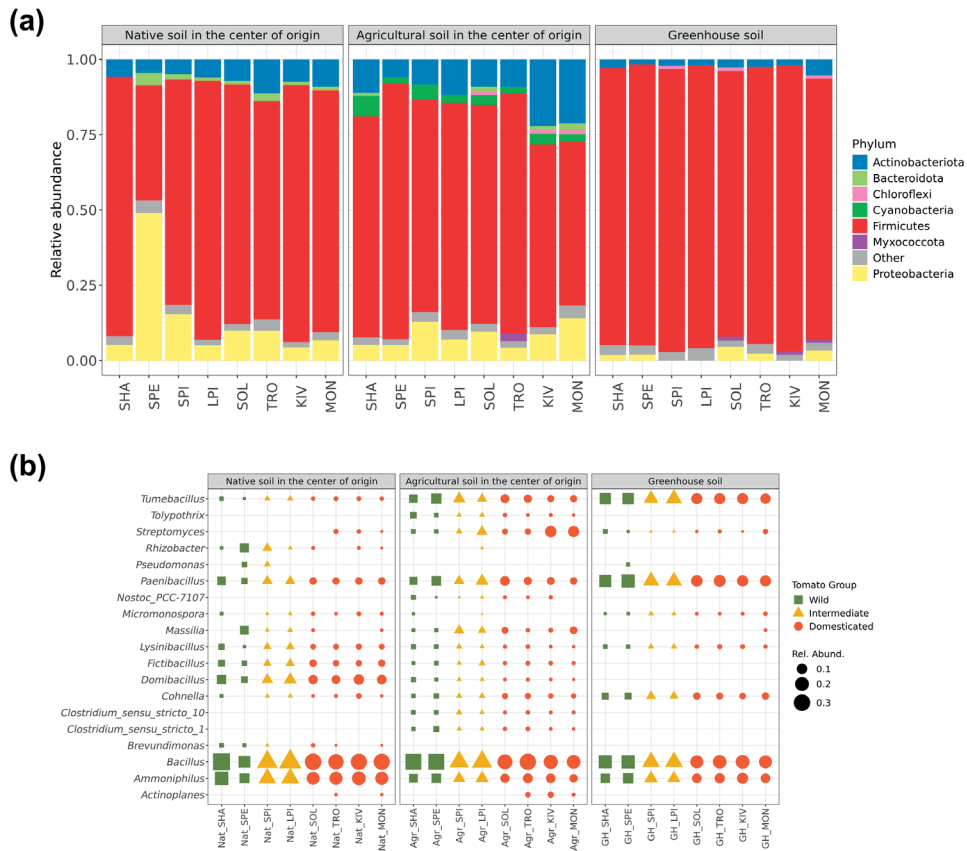 (a)
Native soil in the center of origin
Agricultural soil in the center of origin
Greenhouse soil
Relative abundance
1.00
0.75
0.50
0.25
0.00
SHA SPE SPI LPI SOL TRO KIV MON
SHA SPE SPI LPI SOL TRO KIV MON
SHA SPE SPI LPI SOL TRO KIV MON
Phylum
Actinobacteriota
Bacteroidota
Chloroflexi
Cyanobacteria
Firmicutes
Myxococcota
Other
Proteobacteria
(b)
Native soil in the center of origin
Agricultural soil in the center of origin
Greenhouse soil
Tumebacillus
Tolypothrix
Streptomyces
Rhizobacter
Pseudomonas
Paenibacillus
Nostoc_PCC-7107
Micromonospora
Massilia
Lysinibacillus
Fictibacillus
Domibacillus
Cohnella
Clostridium_sensu_stricto_10
Clostridium_sensu_stricto_1
Brevundimonas
Bacillus
Ammoniphilus
Actinoplanes
Nat_SHA Nat_SPE Nat_SPI Nat_LPI Nat_SOL Nat_TRO Nat_KIV Nat_MON
Agr_SHA Agr_SPE Agr_SPI Agr_LPI Agr_SOL Agr_TRO Agr_KIV Agr_MON
GH_SHA GH_SPE GH_SPI GH_LPI GH_SOL GH_TRO GH_KIV GH_MON
Tomato Group
Wild
Intermediate
Domesticated
Rel. Abund.
0.1
0.2
0.3